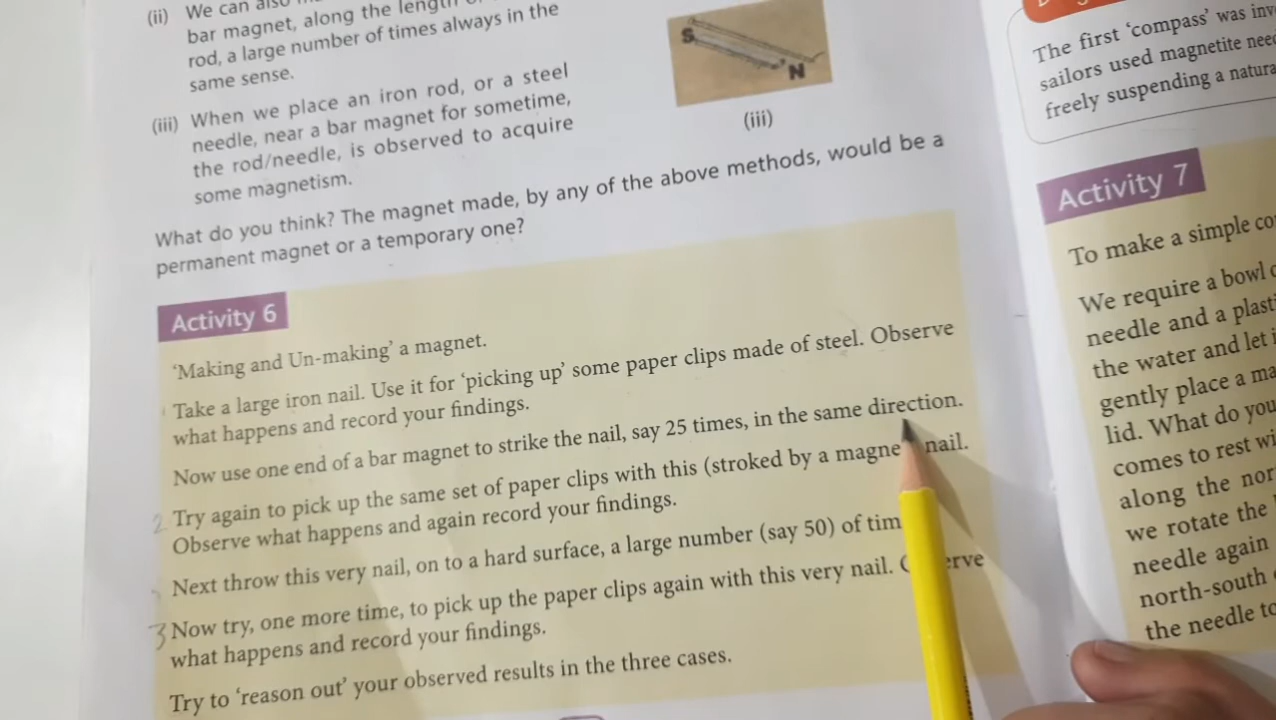 (ii) We can also
bar magnet, along the length
rod, a large number of times always in the
same sense.
(iii) When we place an iron rod, or a steel
needle, near a bar magnet for sometime,
the rod/needle, is observed to acquire
some magnetism.
S
N
(iii)
What do you think? The magnet made, by any of the above methods, would be a
permanent magnet or a temporary one?
Activity 6
'Making and Un-making' a magnet.
Take a large iron nail. Use it for 'picking up' some paper clips made of steel. Observe
what happens and record your findings.
Now use one end of a bar magnet to strike the nail, say 25 times, in the same direction.
2 Try again to pick up the same set of paper clips with this (stroked by a magne nail.
Observe what happens and again record your findings.
Next throw this very nail, on to a hard surface, a large number (say 50) of tim
3 Now try, one more time, to pick up the paper clips again with this very nail. erve
what happens and record your findings.
Try to 'reason out' your observed results in the three cases.
The first 'compass' was inv
sailors used magnetite nee
freely suspending a natura
Activity 7
To make a simple co
We require a bowl
needle and a plast
the water and let i
gently place a ma
lid. What do you
comes to rest wi
along the nor
we rotate the
needle again
north-south
the needle to